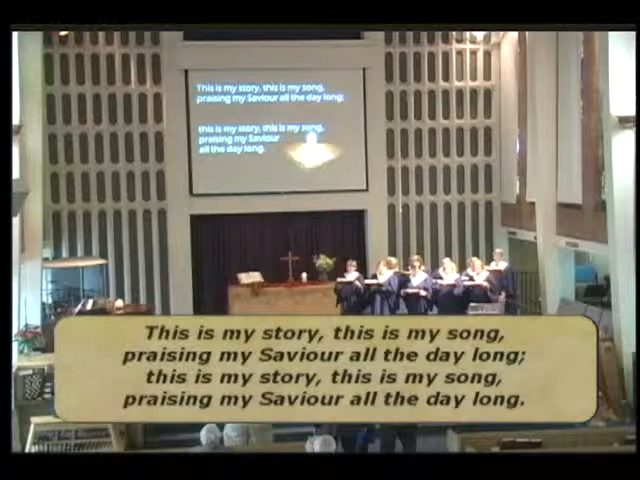 This is my story, this is my song,
praising my Saviour all the day long;
this is my story, this is my song,
praising my Saviour
all the day long.
This is my story, this is my song,
praising my Saviour all the day long;
this is my story, this is my song,
praising my Saviour all the day long.